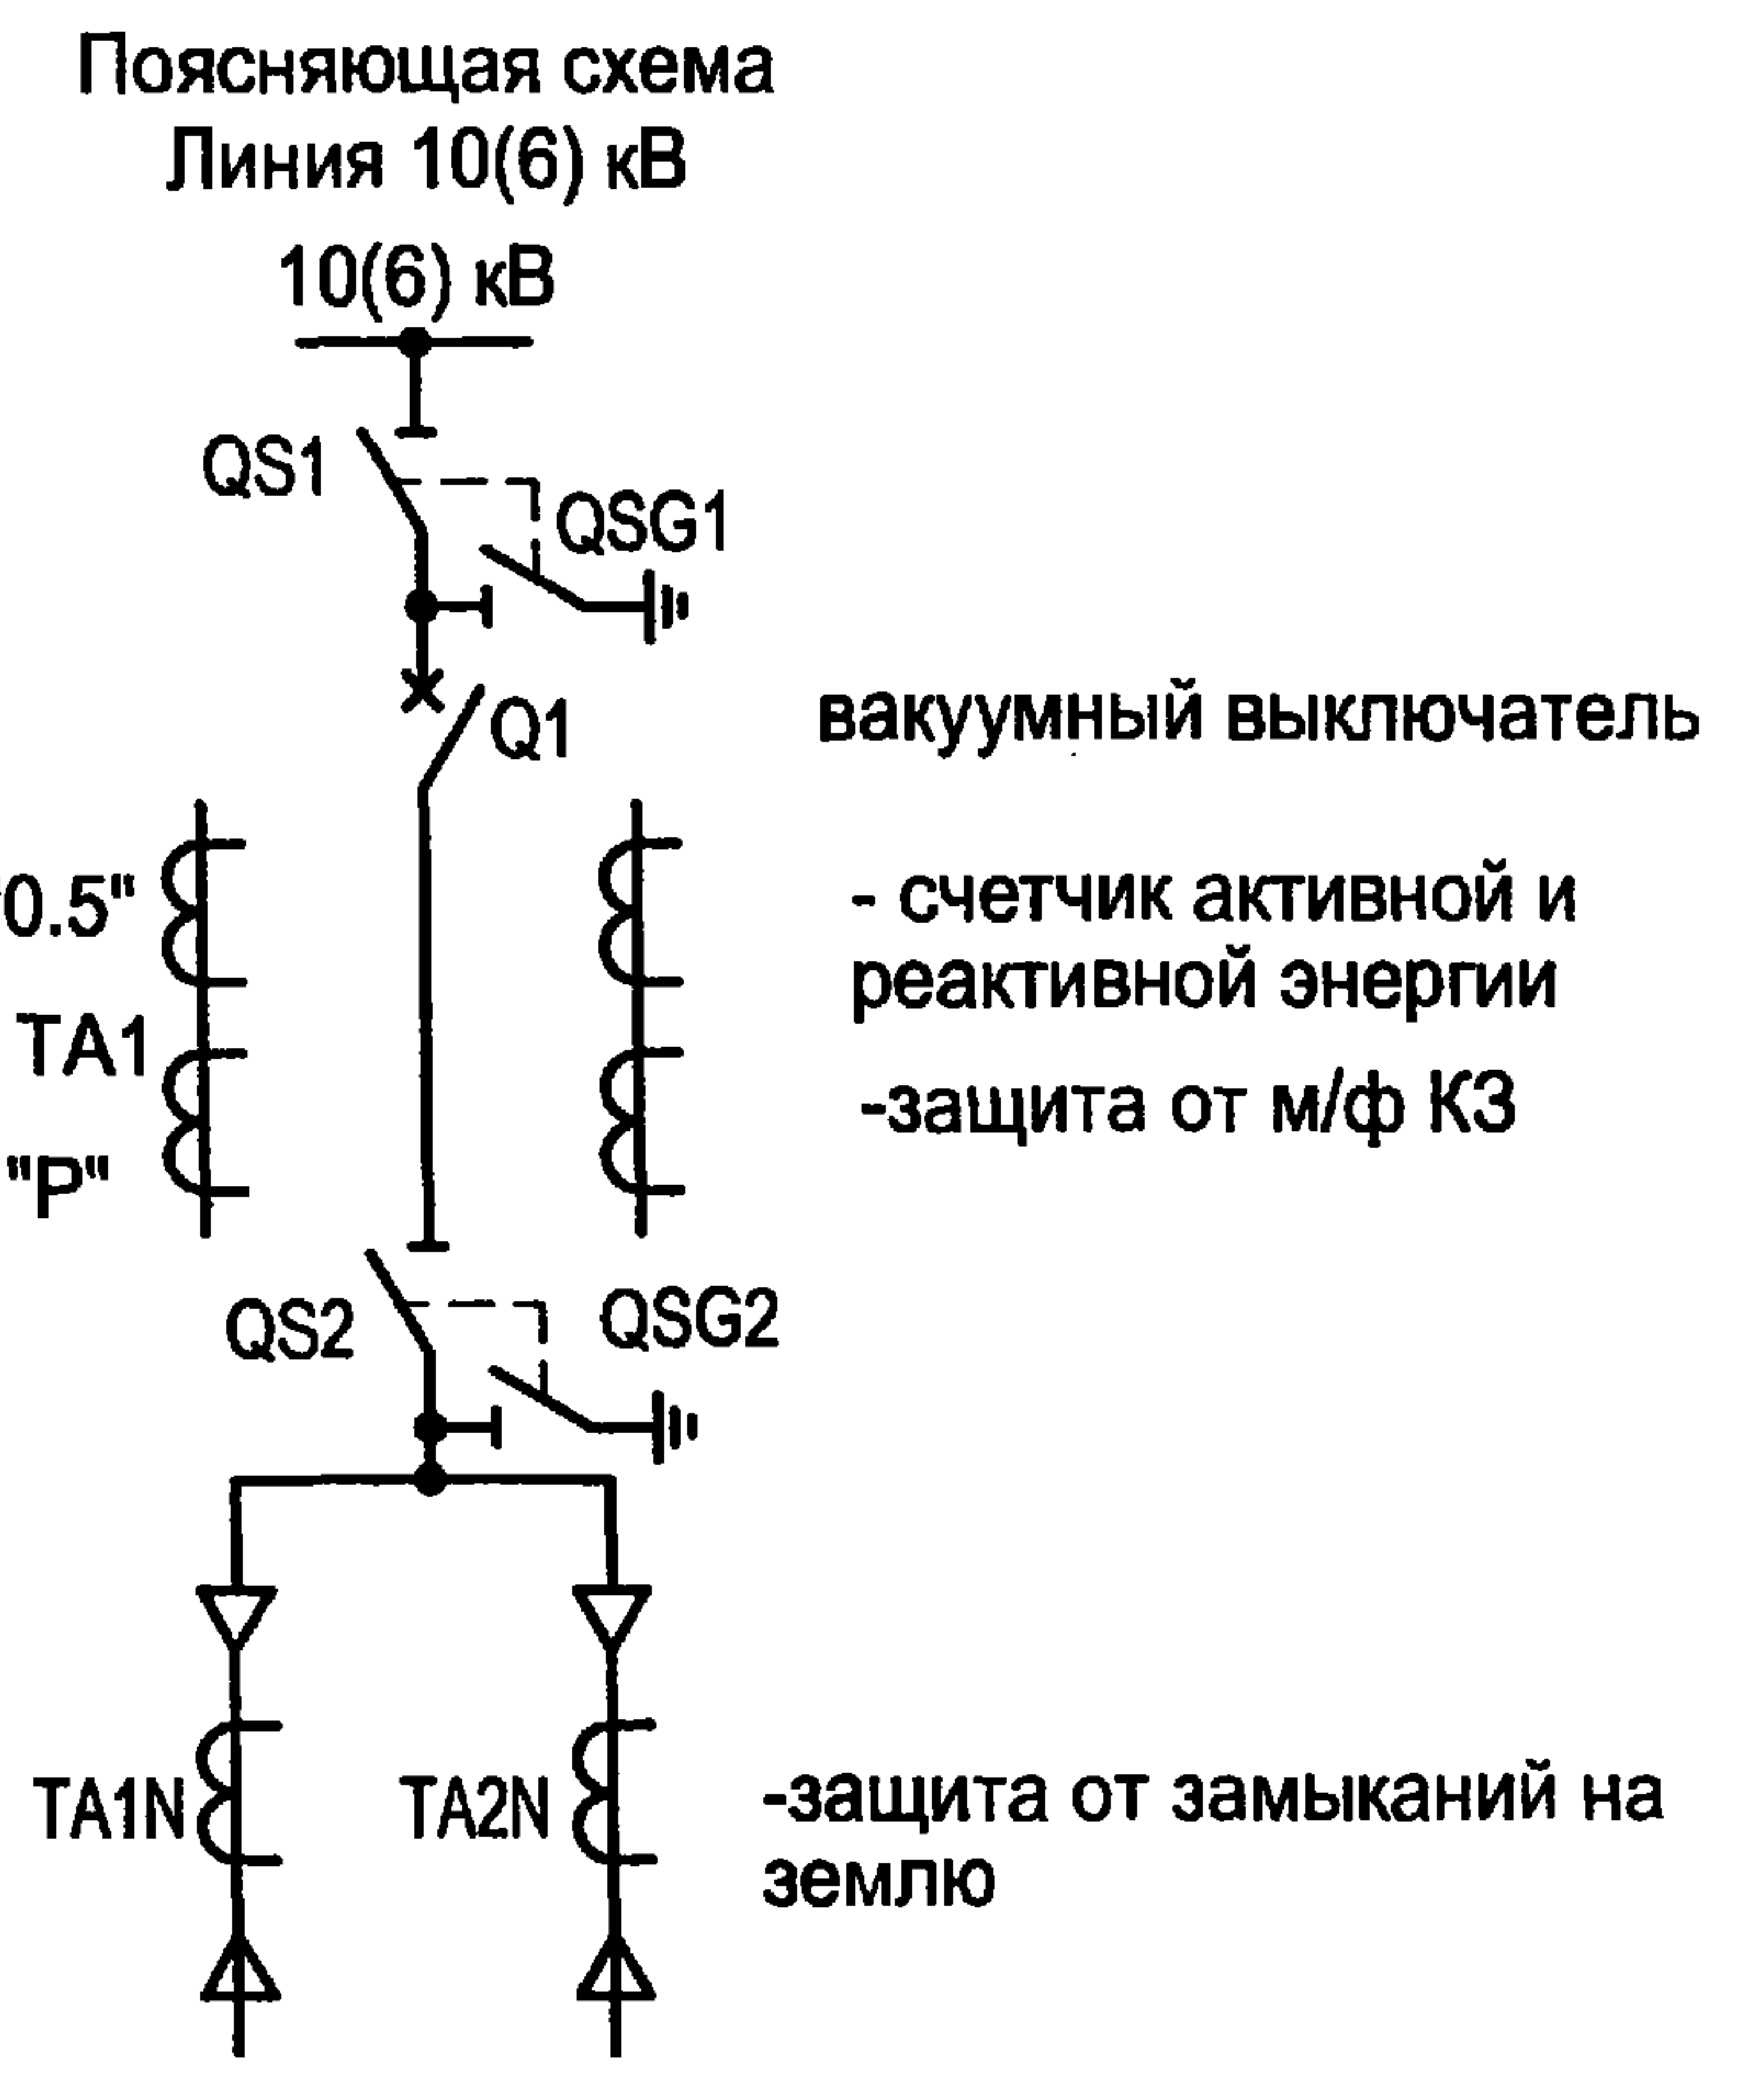 Поясняющая схема
Линия 10(6) кВ
10(6) кВ
QS1
QSG1
Q1
вакуумный выключатель
0.5"
- счетчик активной и
реактивной энергии
TA1
-защита от м/ф КЗ
"P"
QS2
QSG2
TA1N
TA2N
-защита от замыканий на
землю